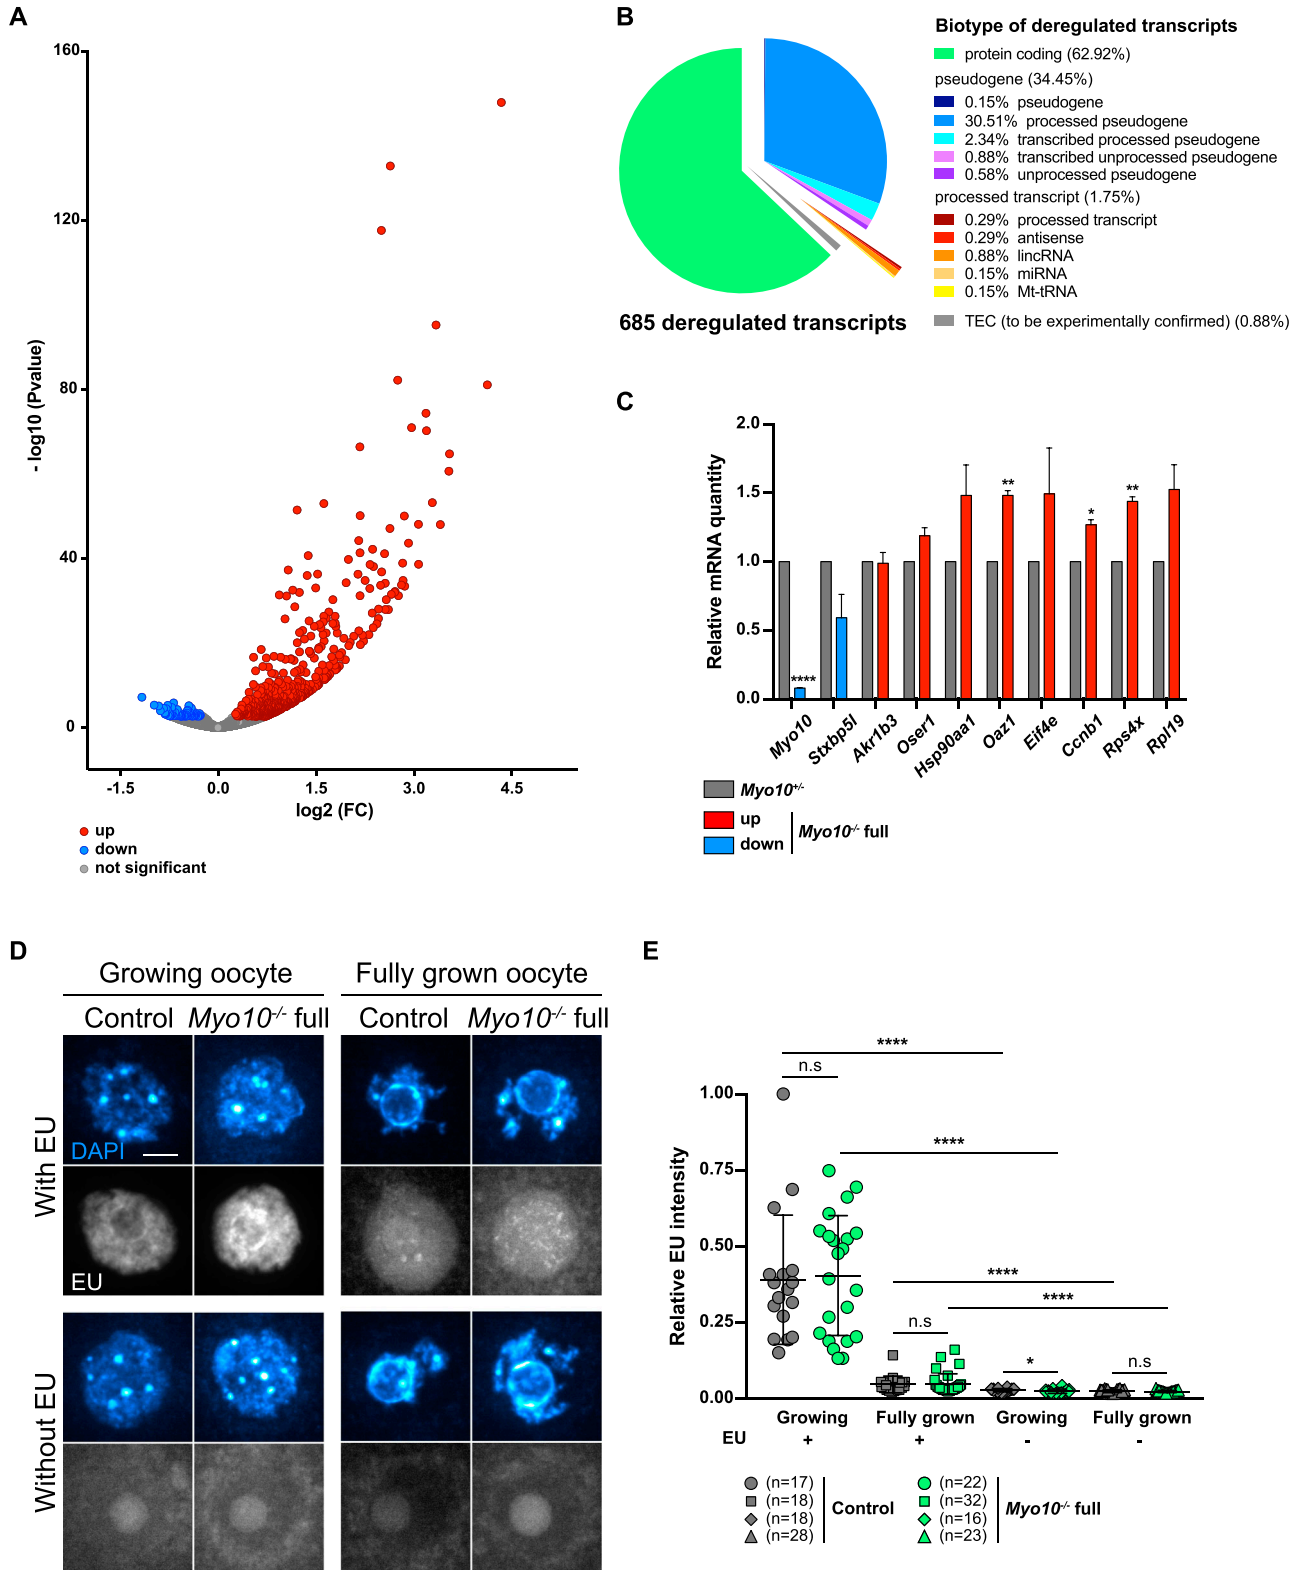 A
160
120
80
40
0
- log10 (Pvalue)
-1.5 0.0 1.5 3.0 4.5
log2 (FC)
up
down
not significant
B
685 deregulated transcripts
Biotype of deregulated transcripts
protein coding (62.92%)
pseudogene (34.45%)
0.15% pseudogene
30.51% processed pseudogene
2.34% transcribed processed pseudogene
0.88% transcribed unprocessed pseudogene
0.58% unprocessed pseudogene
processed transcript (1.75%)
0.29% processed transcript
0.29% antisense
0.88% lincRNA
0.15% miRNA
0.15% Mt-tRNA
TEC (to be experimentally confirmed) (0.88%)
C
2.0
1.5
1.0
0.5
0.0
Relative mRNA quantity
****
**
*
**
Myo10 Stxbp5l Akr1b3 Oser1 Hsp90aa1 Oaz1 Eif4e Ccnb1 Rps4x Rpl19
Myo10+/-
up
down
Myo10-/- full
D
Growing oocyte Fully grown oocyte
Control Myo10-/- full Control Myo10-/- full
With EU
DAPI
EU
Without EU
E
****
n.s
****
****
****
n.s
*
n.s
1.00
0.75
0.50
0.25
0.00
Relative EU intensity
Growing Fully grown Growing Fully grown
EU + + - -
(n=17)
(n=18)
(n=18)
(n=28)
Control
(n=22)
(n=32)
(n=16)
(n=23)
Myo10-/- full